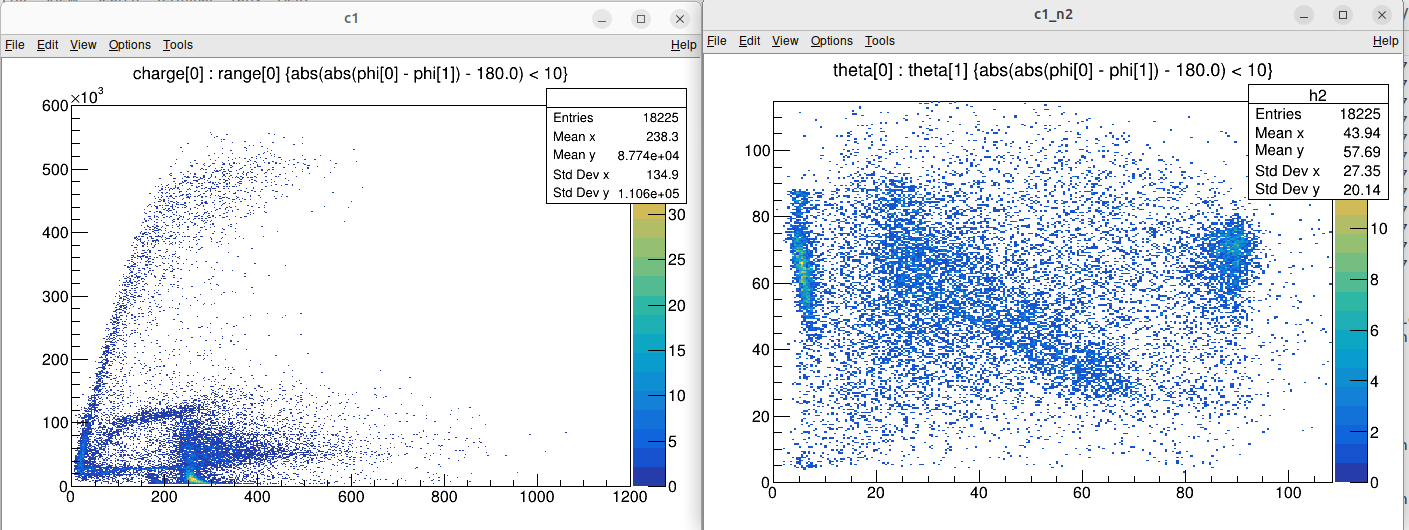 c1
File Edit View Options Tools Help
charge[0] : range[0] {abs(abs(phi[0] - phi[1]) - 180.0) < 10}
×10³
600
500
400
300
200
100
0
0 200 400 600 800 1000 1200
Entries 18225
Mean x 238.3
Mean y 8.774e+04
Std Dev x 134.9
Std Dev y 1.106e+05
30
25
20
15
10
5
0
c1_n2
File Edit View Options Tools Help
theta[0] : theta[1] {abs(abs(phi[0] - phi[1]) - 180.0) < 10}
100
80
60
40
20
0
0 20 40 60 80 100
h2
Entries 18225
Mean x 43.94
Mean y 57.69
Std Dev x 27.35
Std Dev y 20.14
10
8
6
4
2
0